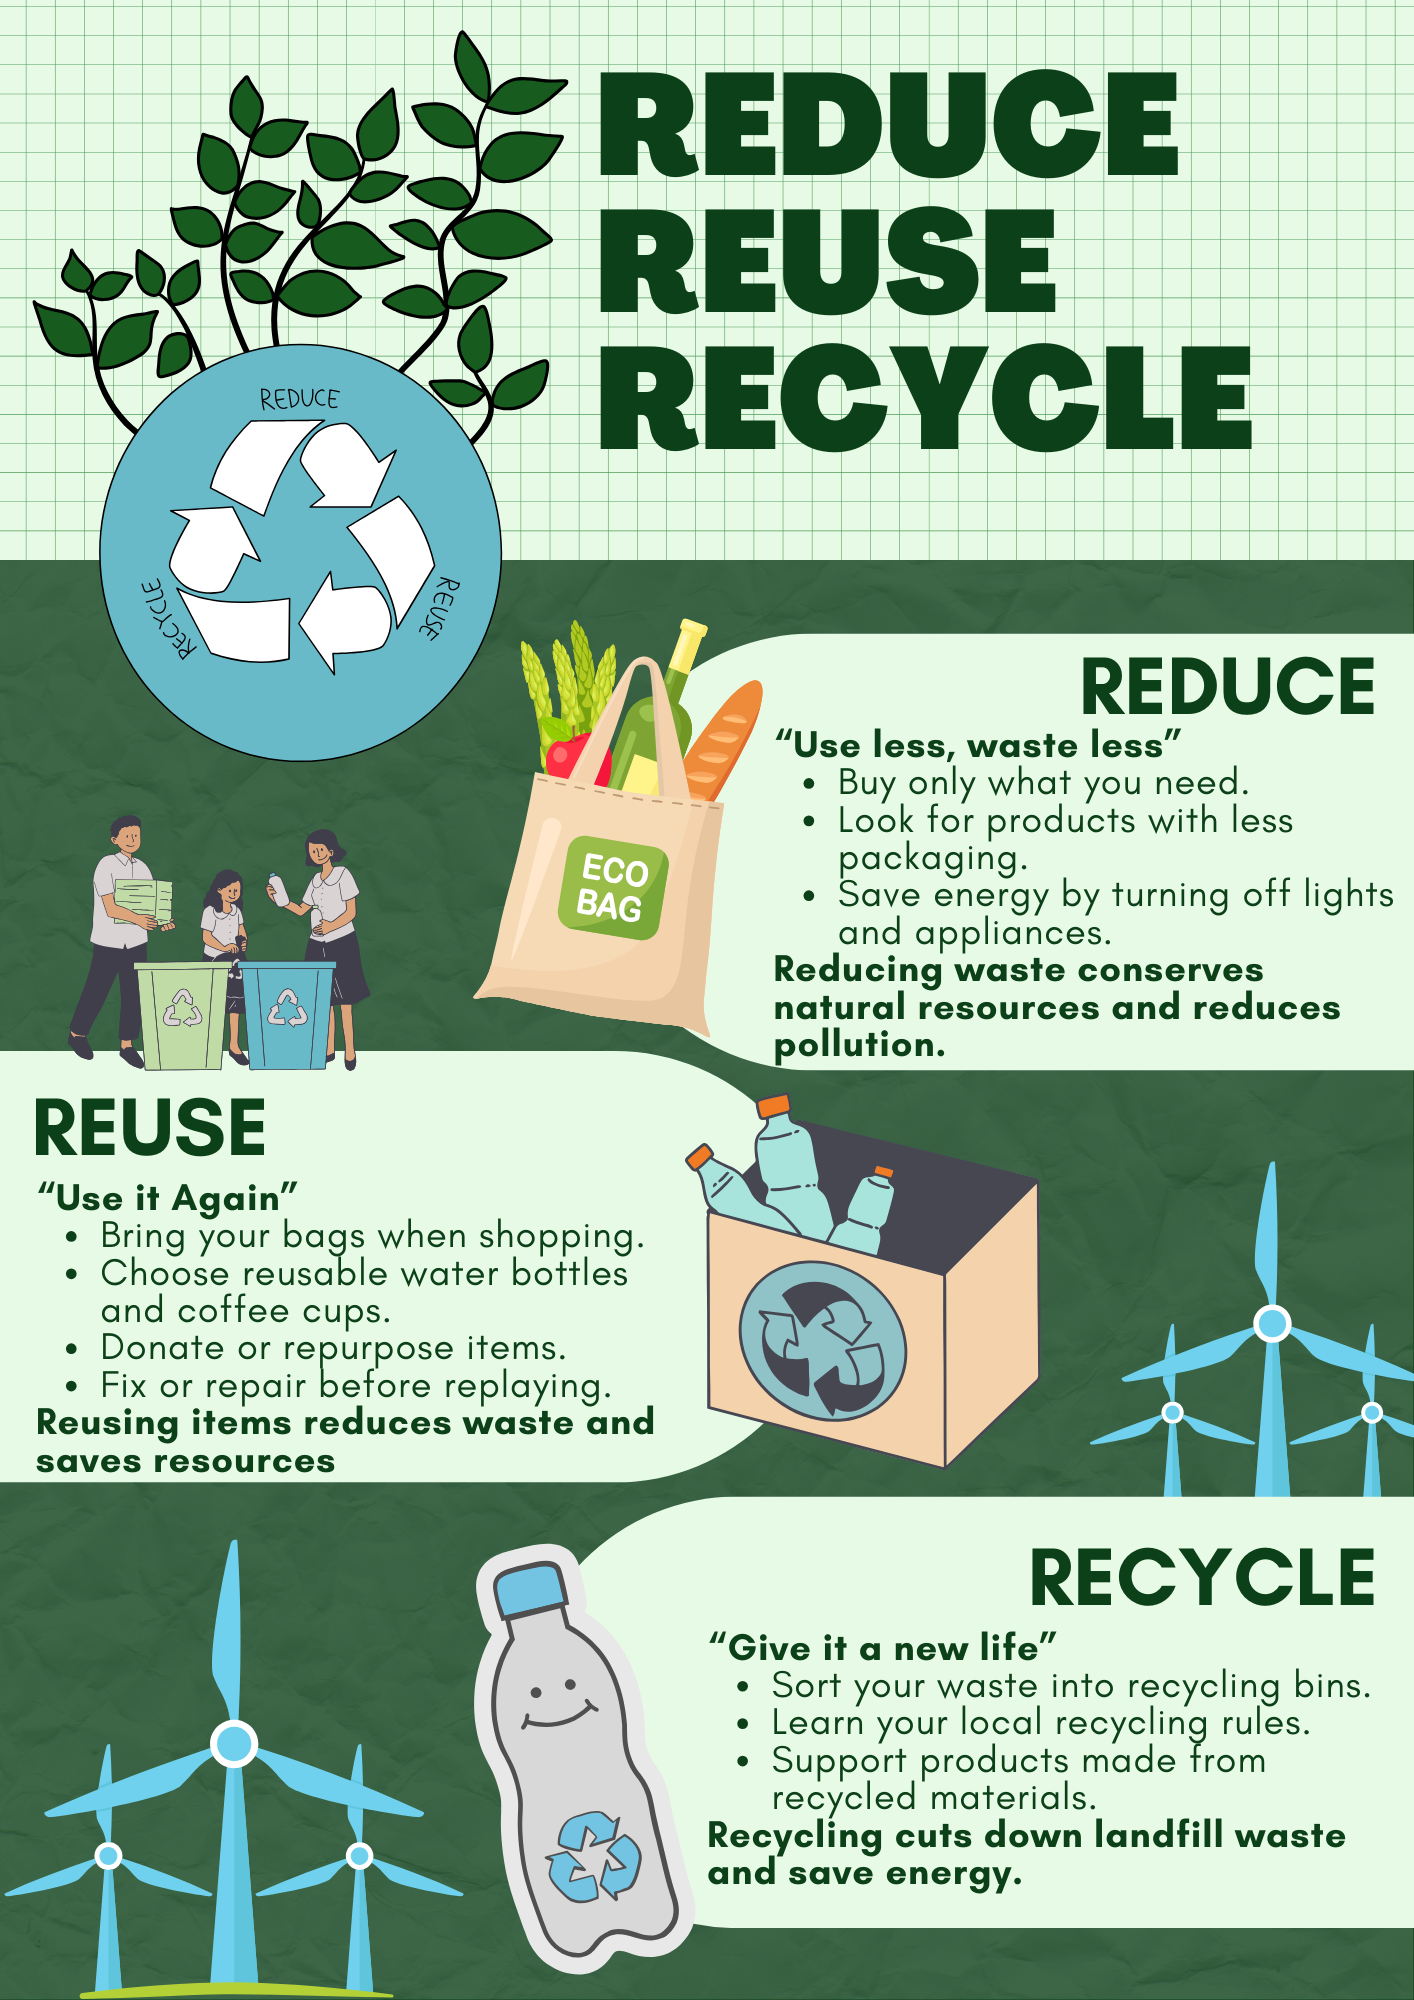 REDUCE
REUSE
RECYCLE
REDUCE
REUSE
RECYCLE
REDUCE
“Use less, waste less”
• Buy only what you need.
• Look for products with less
packaging.
• Save energy by turning off lights
and appliances.
Reducing waste conserves
natural resources and reduces
pollution.
ECO
BAG
REUSE
“Use it Again”
• Bring your bags when shopping.
• Choose reusable water bottles
and coffee cups.
• Donate or repurpose items.
• Fix or repair before replaying.
Reusing items reduces waste and
saves resources
RECYCLE
“Give it a new life”
• Sort your waste into recycling bins.
• Learn your local recycling rules.
• Support products made from
recycled materials.
Recycling cuts down landfill waste
and save energy.